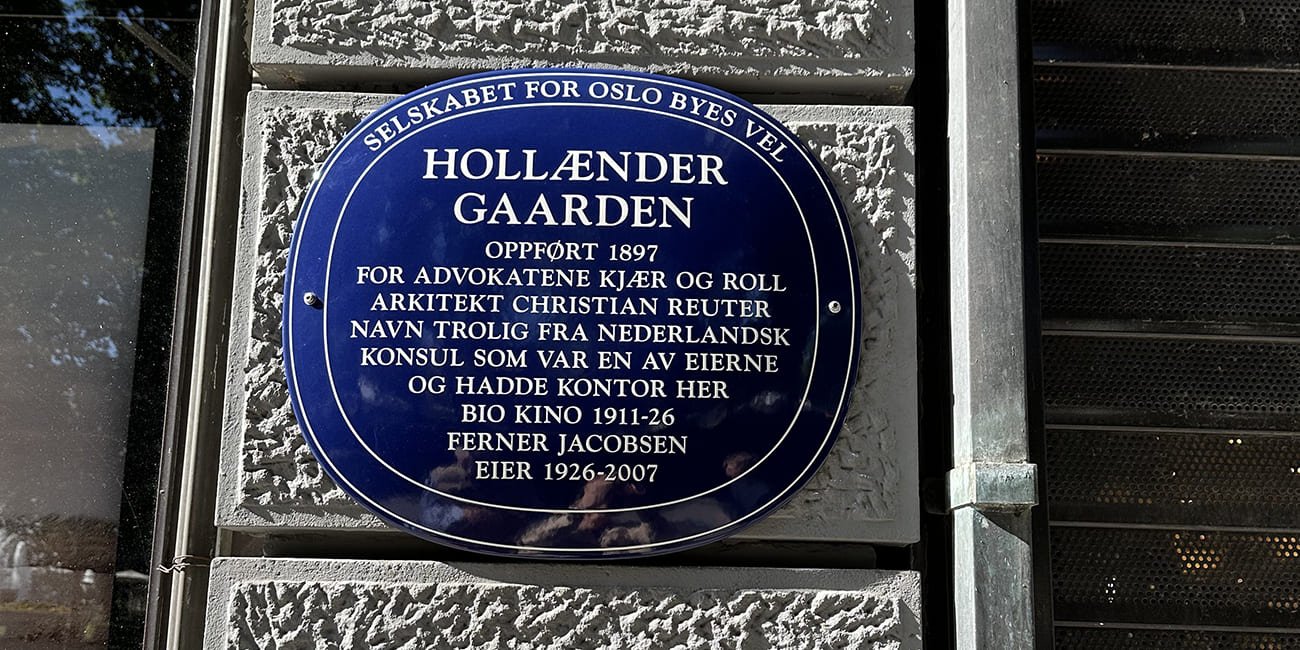 SELSKABET FOR OSLO BYES VEL
HOLLÆNDER
GAARDEN
OPPFØRT 1897
FOR ADVOKATENE KJÆR OG ROLL
ARKITEKT CHRISTIAN REUTER
NAVN TROLIG FRA NEDERLANDSK
KONSUL SOM VAR EN AV EIERNE
OG HADDE KONTOR HER
BIO KINO 1911-26
FERNER JACOBSEN
EIER 1926-2007